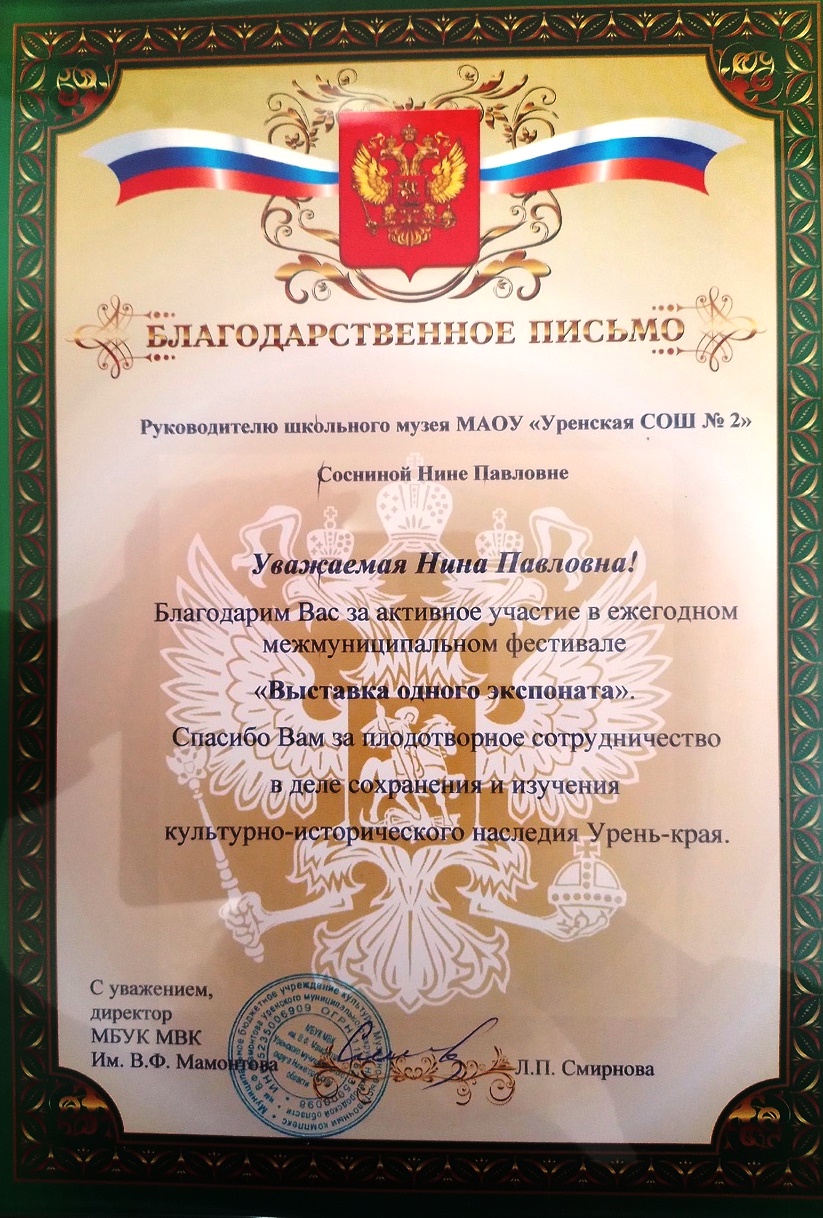 БЛАГОДАРСТВЕННОЕ ПИСЬМО
Руководителю школьного музея МАОУ «Уренская СОШ № 2»
Сосниной Нине Павловне
Уважаемая Нина Павловна!
Благодарим Вас за активное участие в ежегодном
межмуниципальном фестивале
«Выставка одного экспоната».
Спасибо Вам за плодотворное сотрудничество
в деле сохранения и изучения
культурно-исторического наследия Урень-края.
С уважением,
директор
МБУК МВК
Им. В.Ф. Мамонтова
Л.П. Смирнова